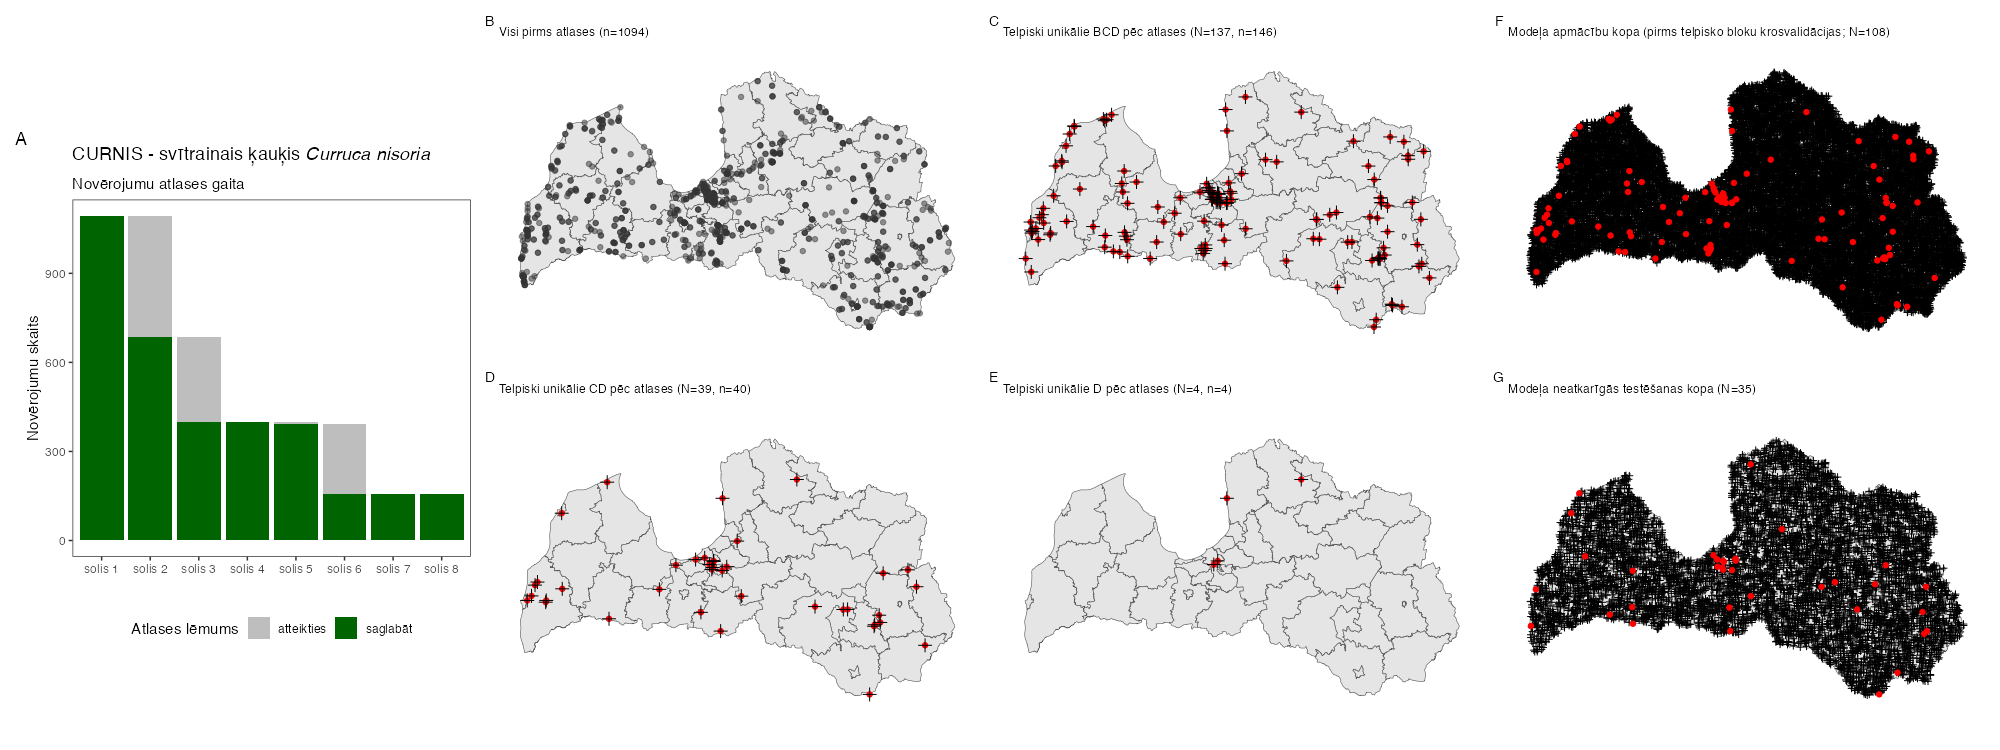 A
CURNIS - svītrainais ķauķis Curruca nisoria
Novērojumu atlases gaita
Novērojumu skaits
900
600
300
0
solis 1 solis 2 solis 3 solis 4 solis 5 solis 6 solis 7 solis 8
Atlases lēmums atteikties saglabāt
B
Visi pirms atlases (n=1094)
C
Telpiski unikālie BCD pēc atlases (N=137, n=146)
F
Modeļa apmācību kopa (pirms telpisko bloku krosvalidācijas; N=108)
D
Telpiski unikālie CD pēc atlases (N=39, n=40)
E
Telpiski unikālie D pēc atlases (N=4, n=4)
G
Modeļa neatkarīgās testēšanas kopa (N=35)